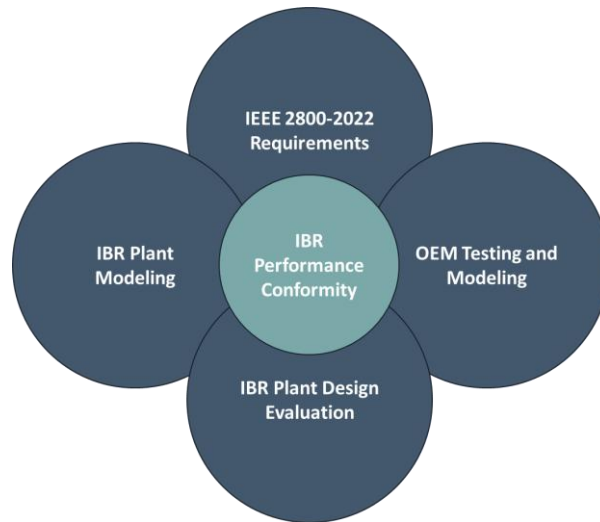 IEEE 2800-2022
Requirements
IBR Plant
Modeling
IBR
Performance
Conformity
OEM Testing and
Modeling
IBR Plant Design
Evaluation